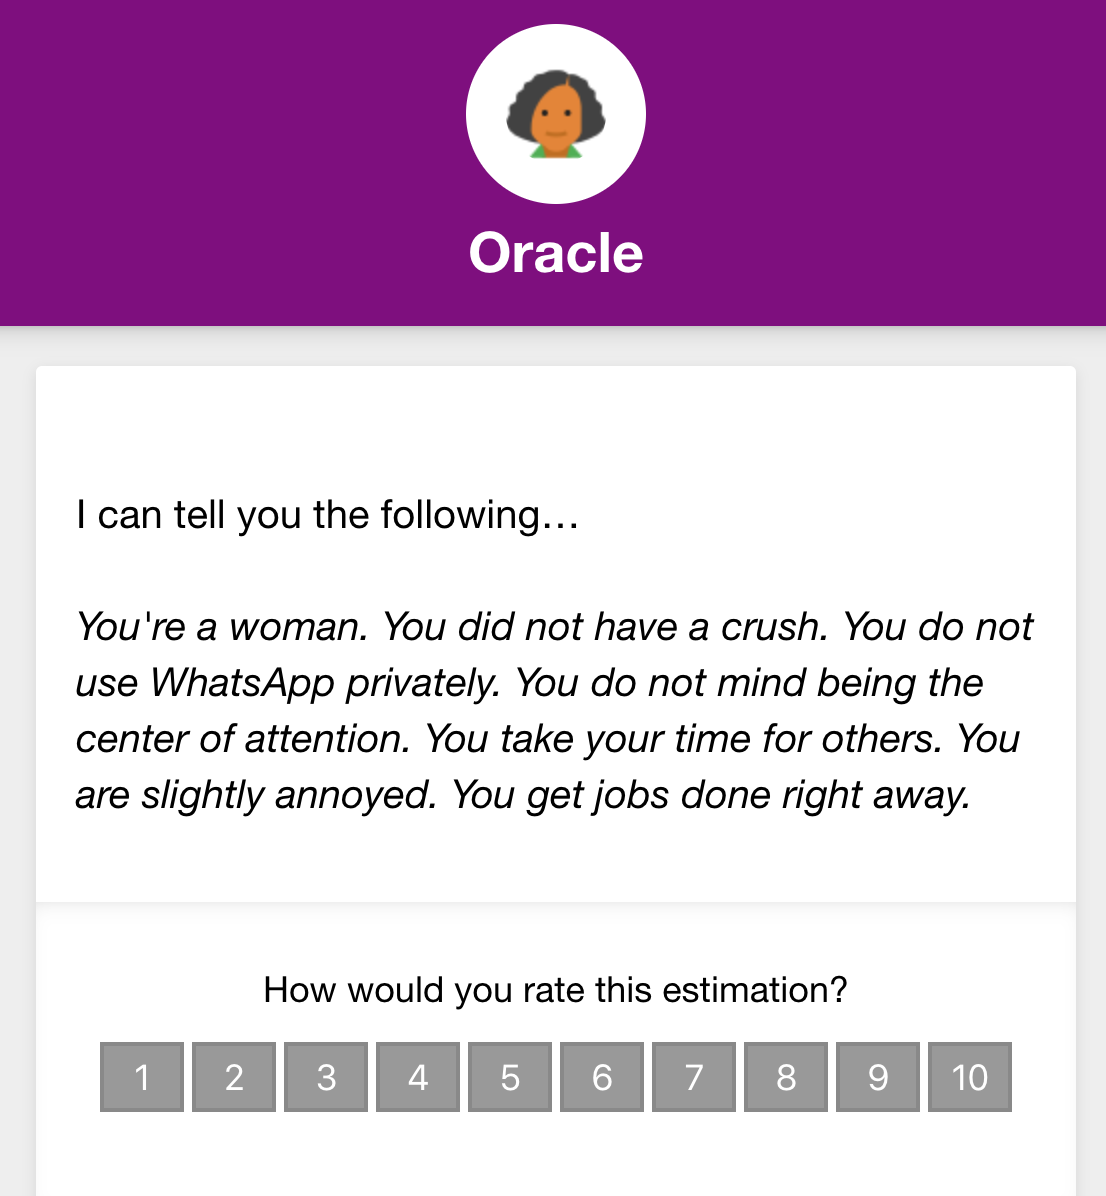 Oracle
I can tell you the following…
You're a woman. You did not have a crush. You do not
use WhatsApp privately. You do not mind being the
center of attention. You take your time for others. You
are slightly annoyed. You get jobs done right away.
How would you rate this estimation?
1 2 3 4 5 6 7 8 9 10